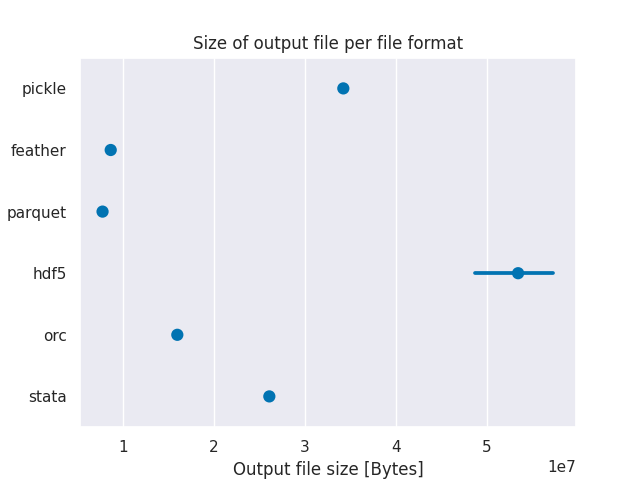 Size of output file per file format
pickle
feather
parquet
hdf5
orc
stata
1 2 3 4 5
1e7
Output file size [Bytes]